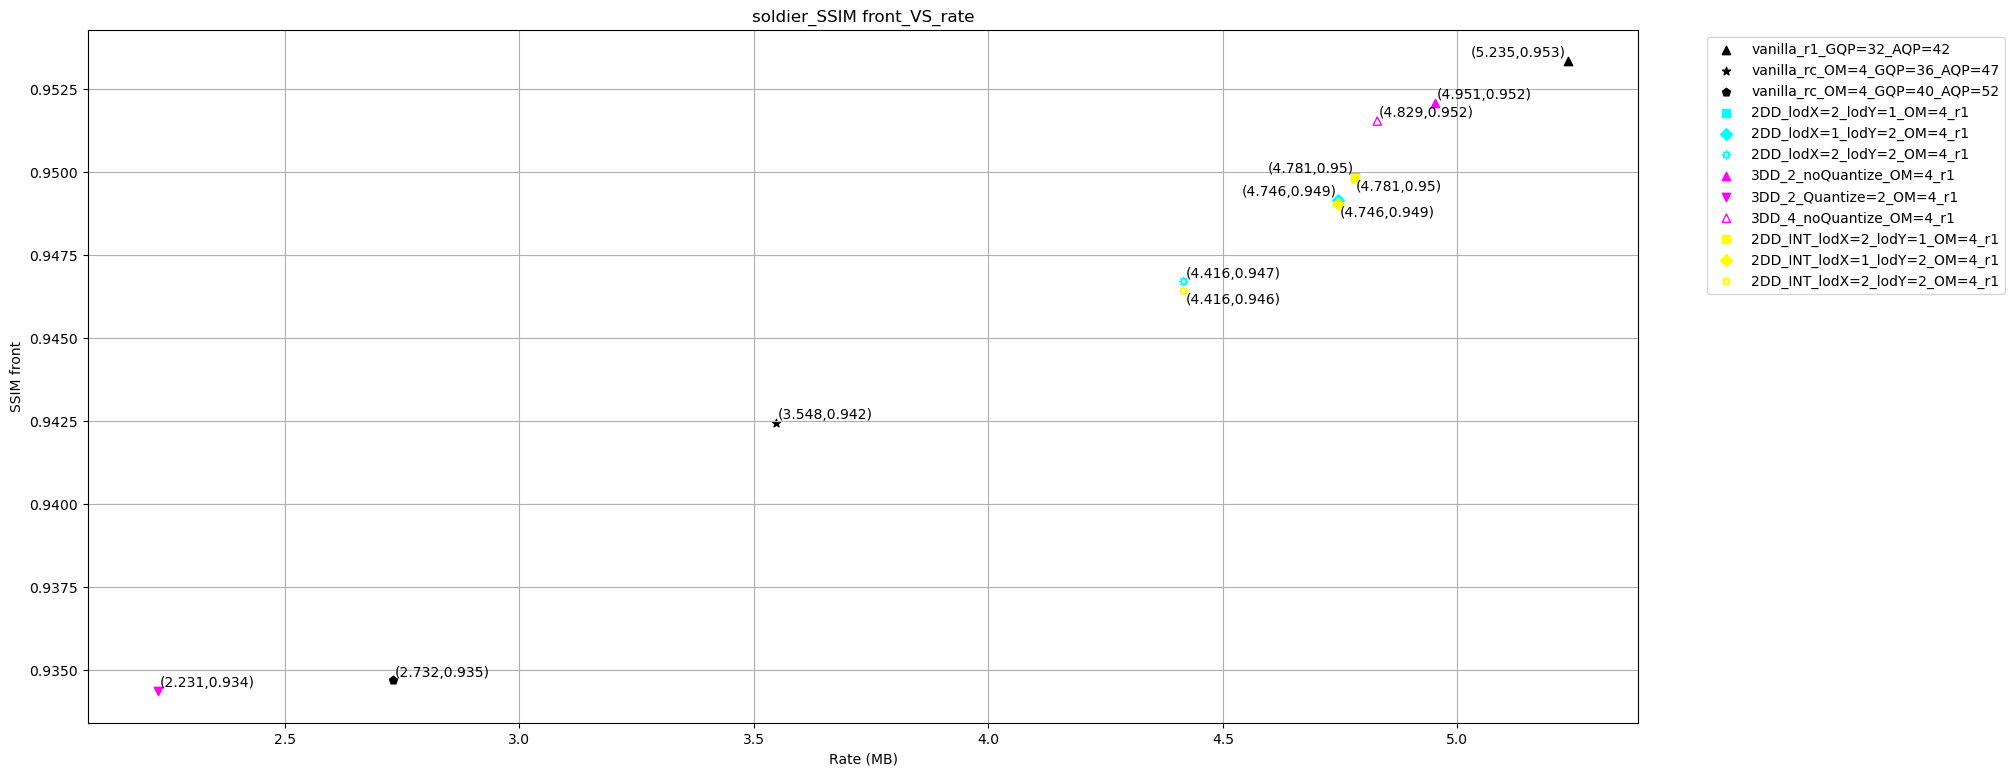 soldier_SSIM front_VS_rate
SSIM front
0.9525
0.9500
0.9475
0.9450
0.9425
0.9400
0.9375
0.9350
(5.235,0.953)
(4.951,0.952)
(4.829,0.952)
(4.781,0.95)
(4.781,0.95)
(4.746,0.949)
(4.746,0.949)
(4.416,0.947)
(4.416,0.946)
(3.548,0.942)
(2.732,0.935)
(2.231,0.934)
2.5
3.0
3.5
4.0
4.5
5.0
Rate (MB)
vanilla_r1_GQP=32_AQP=42
vanilla_rc_OM=4_GQP=36_AQP=47
vanilla_rc_OM=4_GQP=40_AQP=52
2DD_lodX=2_lodY=1_OM=4_r1
2DD_lodX=1_lodY=2_OM=4_r1
2DD_lodX=2_lodY=2_OM=4_r1
3DD_2_noQuantize_OM=4_r1
3DD_2_Quantize=2_OM=4_r1
3DD_4_noQuantize_OM=4_r1
2DD_INT_lodX=2_lodY=1_OM=4_r1
2DD_INT_lodX=1_lodY=2_OM=4_r1
2DD_INT_lodX=2_lodY=2_OM=4_r1